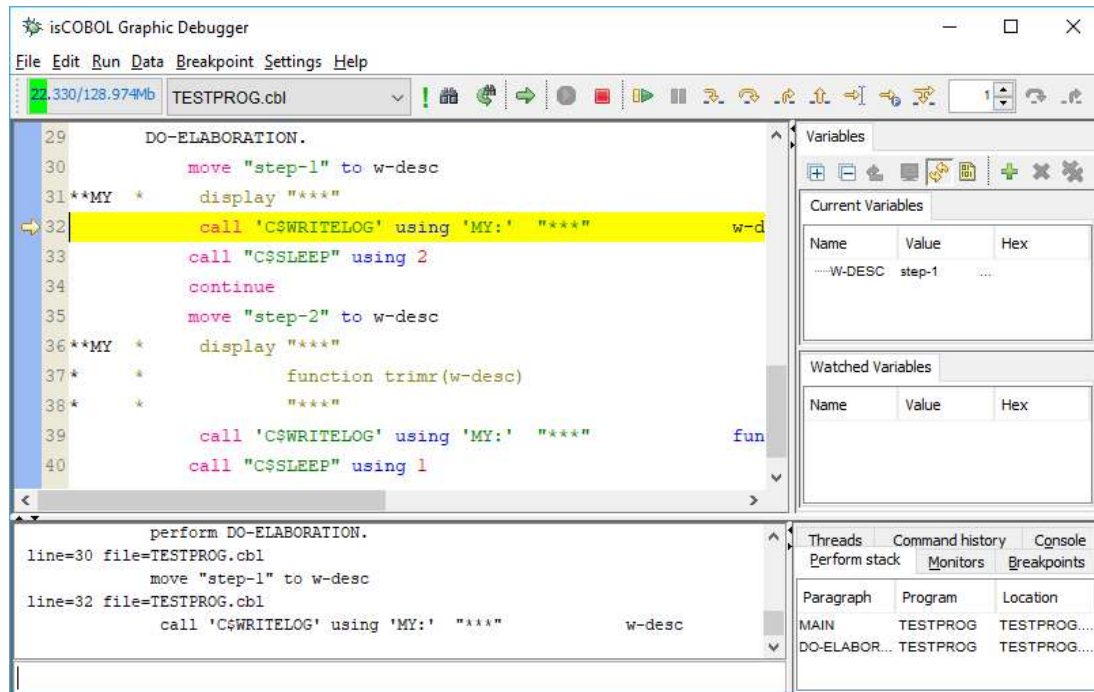 isCOBOL Graphic Debugger
File Edit Run Data Breakpoint Settings Help
22.330/128.974Mb TESTPROG.cbl 1
29 DO-ELABORATION.
30 move "step-1" to w-desc
31 **MY * display "***"
32 call 'C$WRITELOG' using 'MY:' "***" w-d
33 call "C$SLEEP" using 2
34 continue
35 move "step-2" to w-desc
36 **MY * display "***"
37 * * function trimr(w-desc)
38 * * "***"
39 call 'C$WRITELOG' using 'MY:' "***" fun
40 call "C$SLEEP" using 1
Variables
Current Variables
Name Value Hex
W-DESC step-1 ...
Watched Variables
Name Value Hex
perform DO-ELABORATION.
line=30 file=TESTPROG.cbl
move "step-1" to w-desc
line=32 file=TESTPROG.cbl
call 'C$WRITELOG' using 'MY:' "***" w-desc
Threads Command history Console
Perform stack Monitors Breakpoints
Paragraph Program Location
MAIN TESTPROG TESTPROG....
DO-ELABOR... TESTPROG TESTPROG....